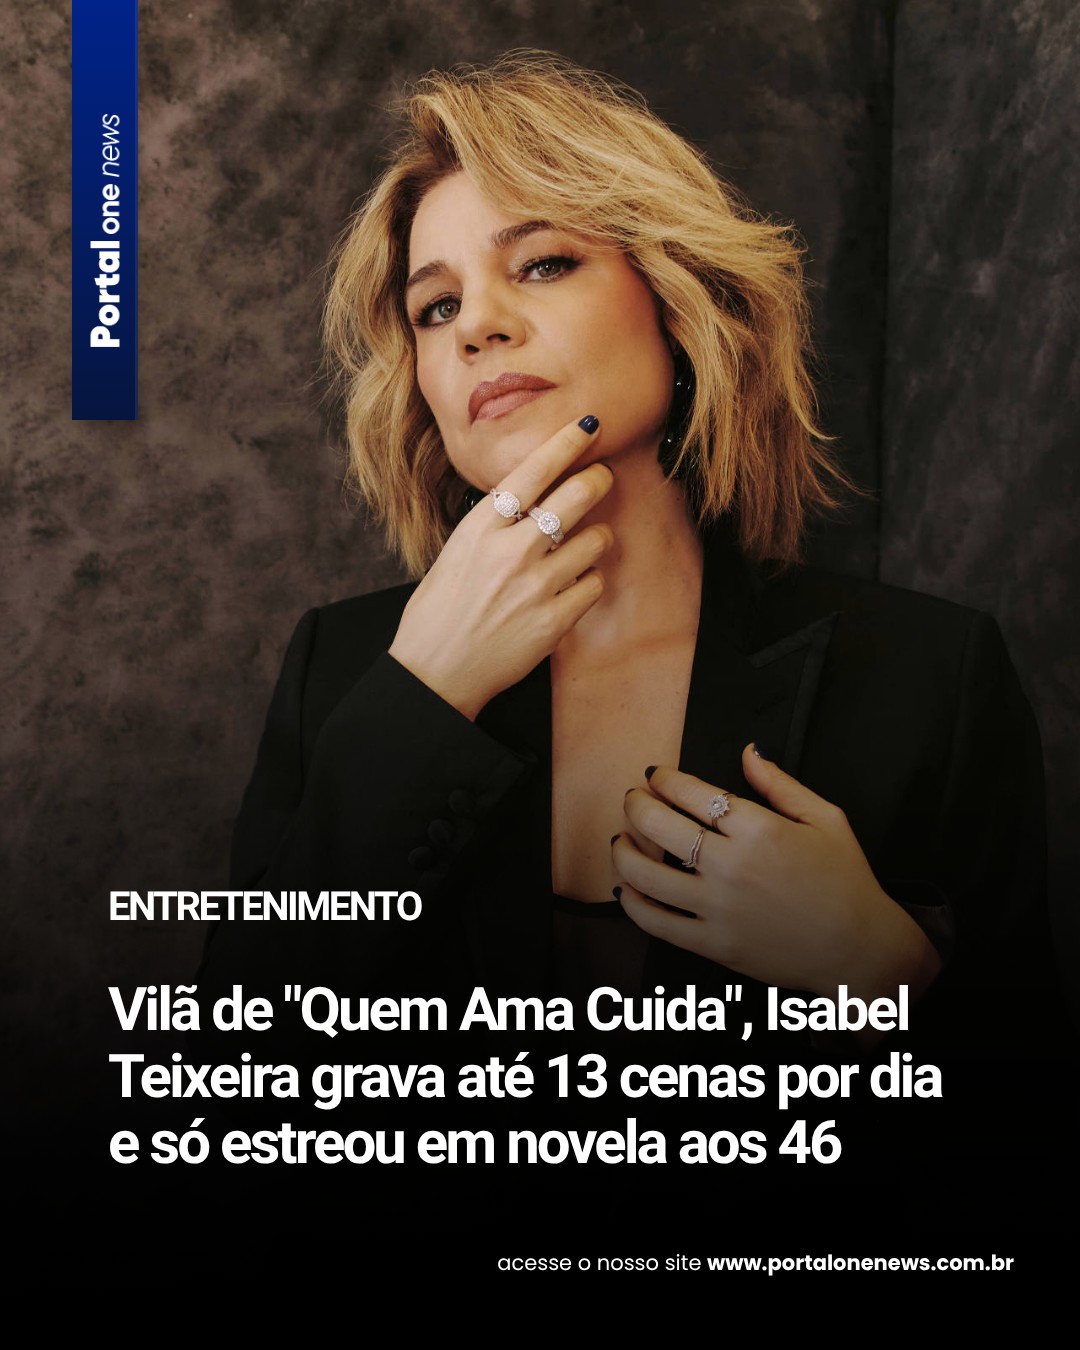 Portal one news
ENTRETENIMENTO
Vilã de "Quem Ama Cuida", Isabel
Teixeira grava até 13 cenas por dia
e só estreou em novela aos 46
acesse o nosso site www.portalonenews.com.br